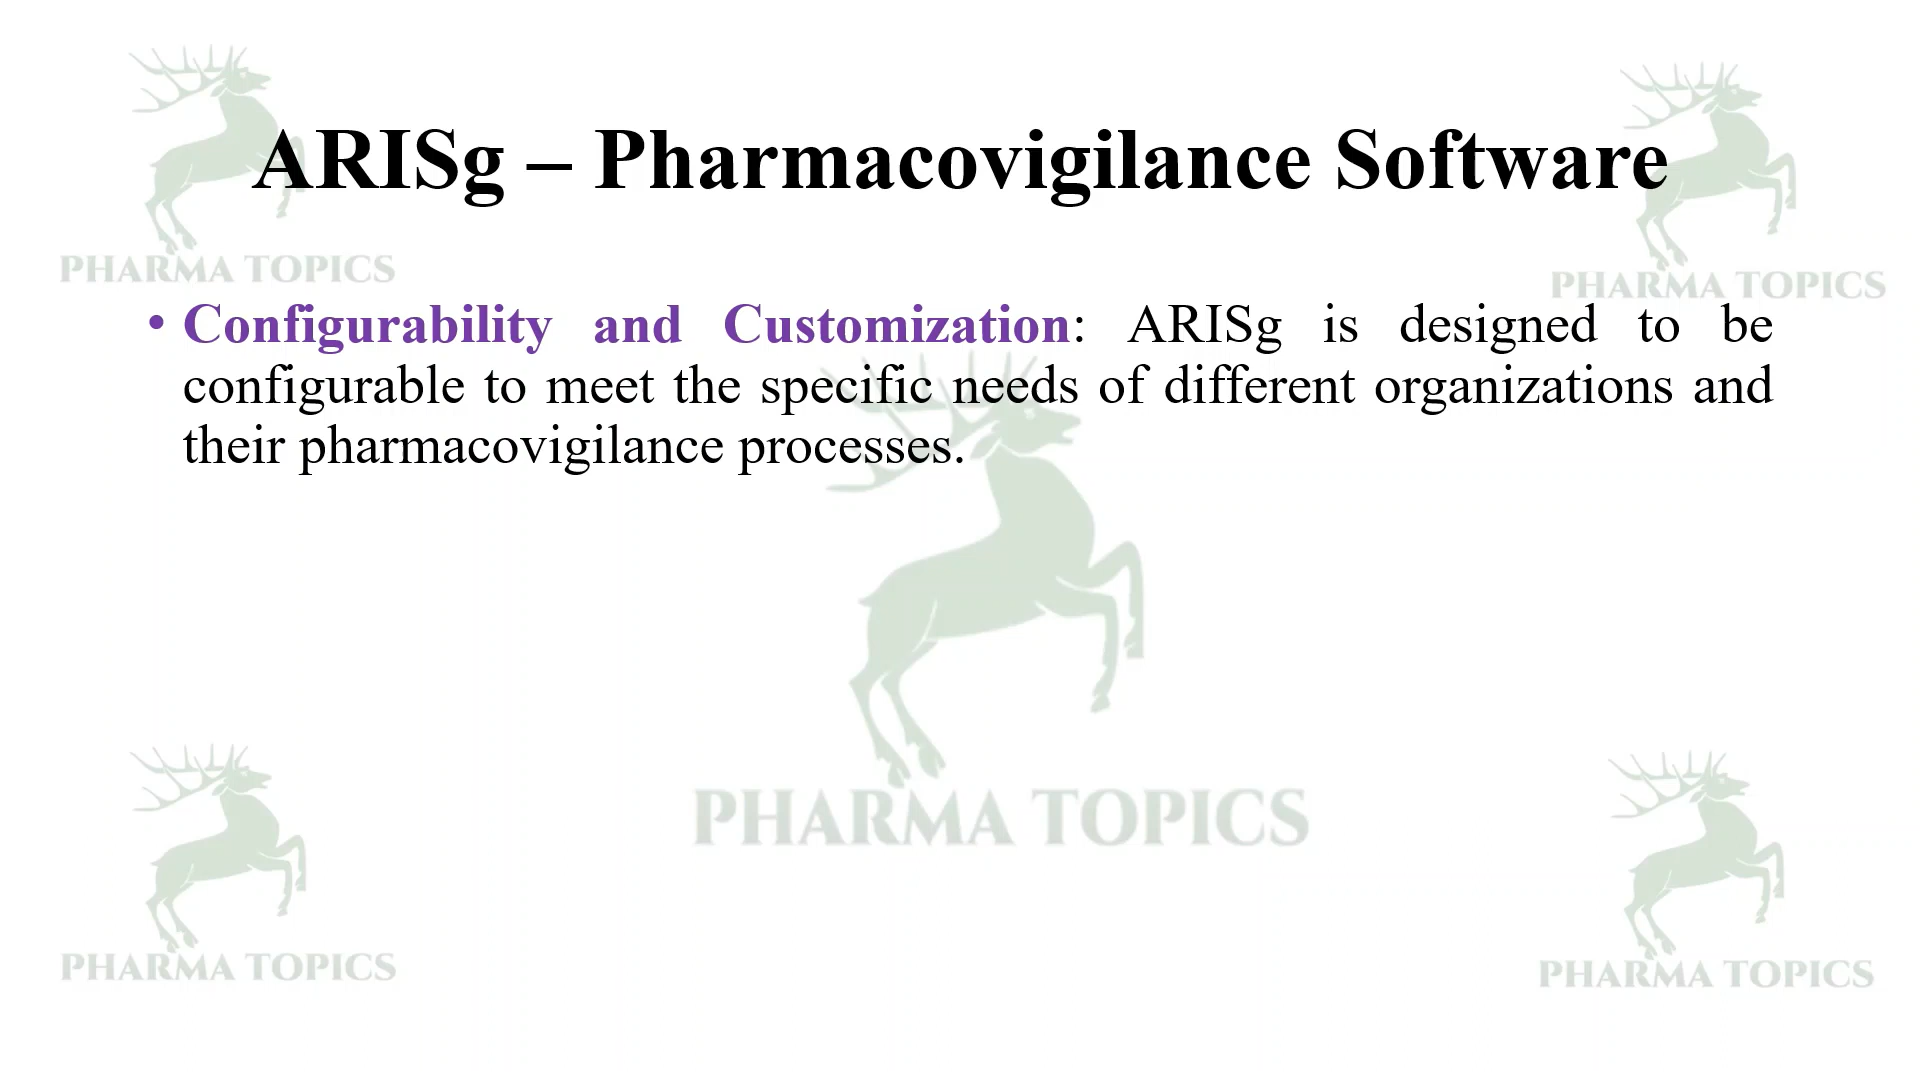 ARISg – Pharmacovigilance Software
PHARMA TOPICS
PHARMA TOPICS
• Configurability and Customization: ARISg is designed to be
configurable to meet the specific needs of different organizations and
their pharmacovigilance processes.
PHARMA TOPICS
PHARMA TOPICS
PHARMA TOPICS